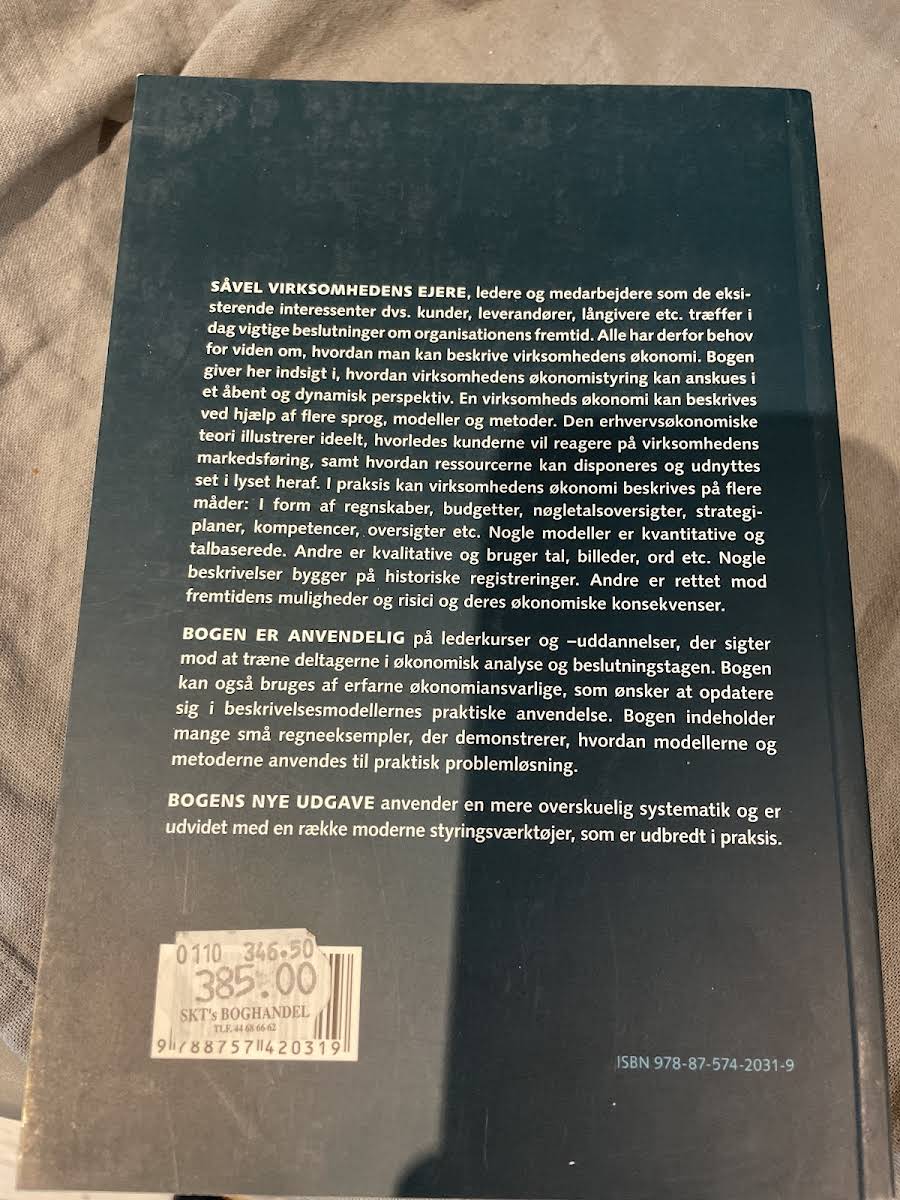 SÅVEL VIRKSOMHEDENS EJERE, ledere og medarbejdere som de eksi-
sterende interessenter dvs. kunder, leverandører, långivere etc. træffer i
dag vigtige beslutninger om organisationens fremtid. Alle har derfor behov
for viden om, hvordan man kan beskrive virksomhedens økonomi. Bogen
giver her indsigt i, hvordan virksomhedens økonomistyring kan anskues i
et åbent og dynamisk perspektiv. En virksomheds økonomi kan beskrives
ved hjælp af flere sprog, modeller og metoder. Den erhvervsøkonomiske
teori illustrerer ideelt, hvorledes kunderne vil reagere på virksomhedens
markedsføring, samt hvordan ressourcerne kan disponeres og udnyttes
set i lyset heraf. I praksis kan virksomhedens økonomi beskrives på flere
måder: I form af regnskaber, budgetter, nøgletalsoversigter, strategi-
planer, kompetencer, oversigter etc. Nogle modeller er kvantitative og
talbaserede. Andre er kvalitative og bruger tal, billeder, ord etc. Nogle
beskrivelser bygger på historiske registreringer. Andre er rettet mod
fremtidens muligheder og risici og deres økonomiske konsekvenser.
BOGEN ER ANVENDELIG på lederkurser og –uddannelser, der sigter
mod at træne deltagerne i økonomisk analyse og beslutningstagen. Bogen
kan også bruges af erfarne økonomiansvarlige, som ønsker at opdatere
sig i beskrivelsesmodellernes praktiske anvendelse. Bogen indeholder
mange små regneeksempler, der demonstrerer, hvordan modellerne og
metoderne anvendes til praktisk problemløsning.
BOGENS NYE UDGAVE anvender en mere overskuelig systematik og er
udvidet med en række moderne styringsværktøjer, som er udbredt i praksis.
0110 346.50
385.00
SKT's BOGHANDEL
TLF. 44 68 66 62
9 788757 420319
ISBN 978-87-574-2031-9